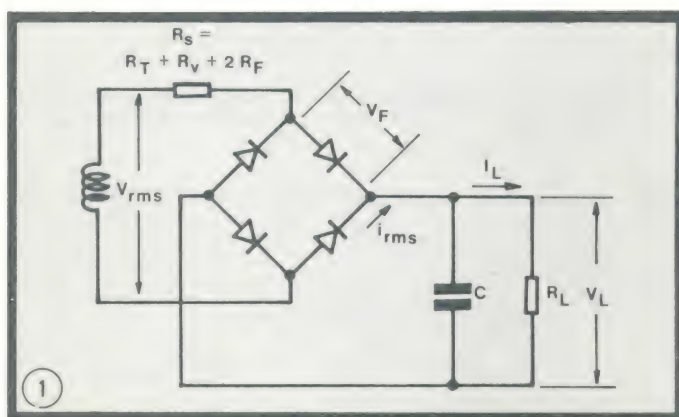 R_s =
R_T + R_v + 2 R_F
V_F
V_rms
I_L
i_rms
C
R_L
V_L
1